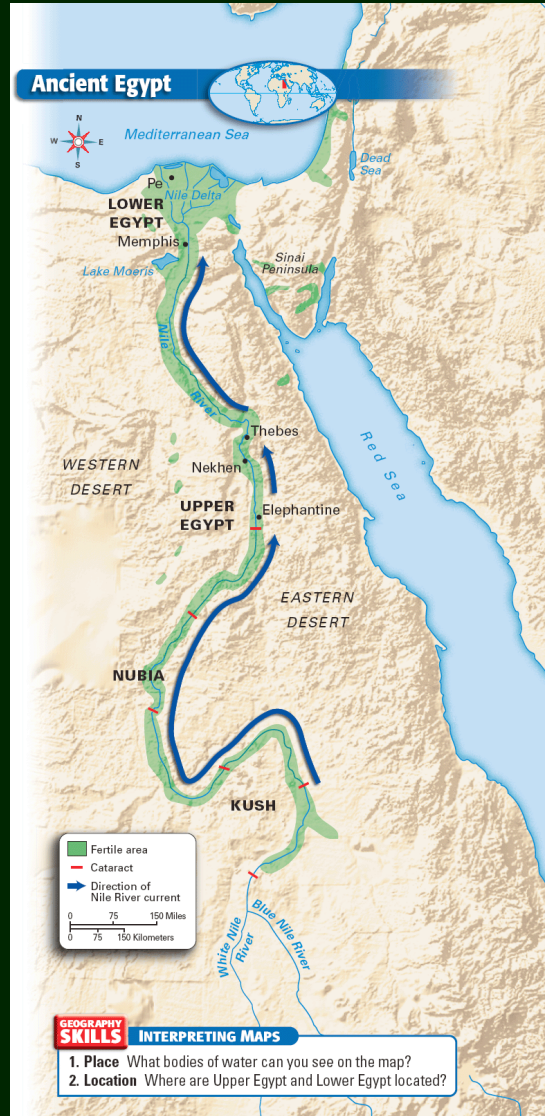 Ancient Egypt
N
W
E
S
Mediterranean Sea
Dead
Sea
Pe
Nile Delta
LOWER
EGYPT
Memphis
Lake Moeris
Sinai
Peninsula
Nile
River
Thebes
Red Sea
Nekhen
WESTERN
DESERT
UPPER
EGYPT
Elephantine
EASTERN
DESERT
NUBIA
KUSH
Fertile area
Cataract
Direction of
Nile River current
0 75 150 Miles
0 75 150 Kilometers
White Nile
River
Blue Nile River
GEOGRAPHY
SKILLS
INTERPRETING MAPS
1. Place What bodies of water can you see on the map?
2. Location Where are Upper Egypt and Lower Egypt located?